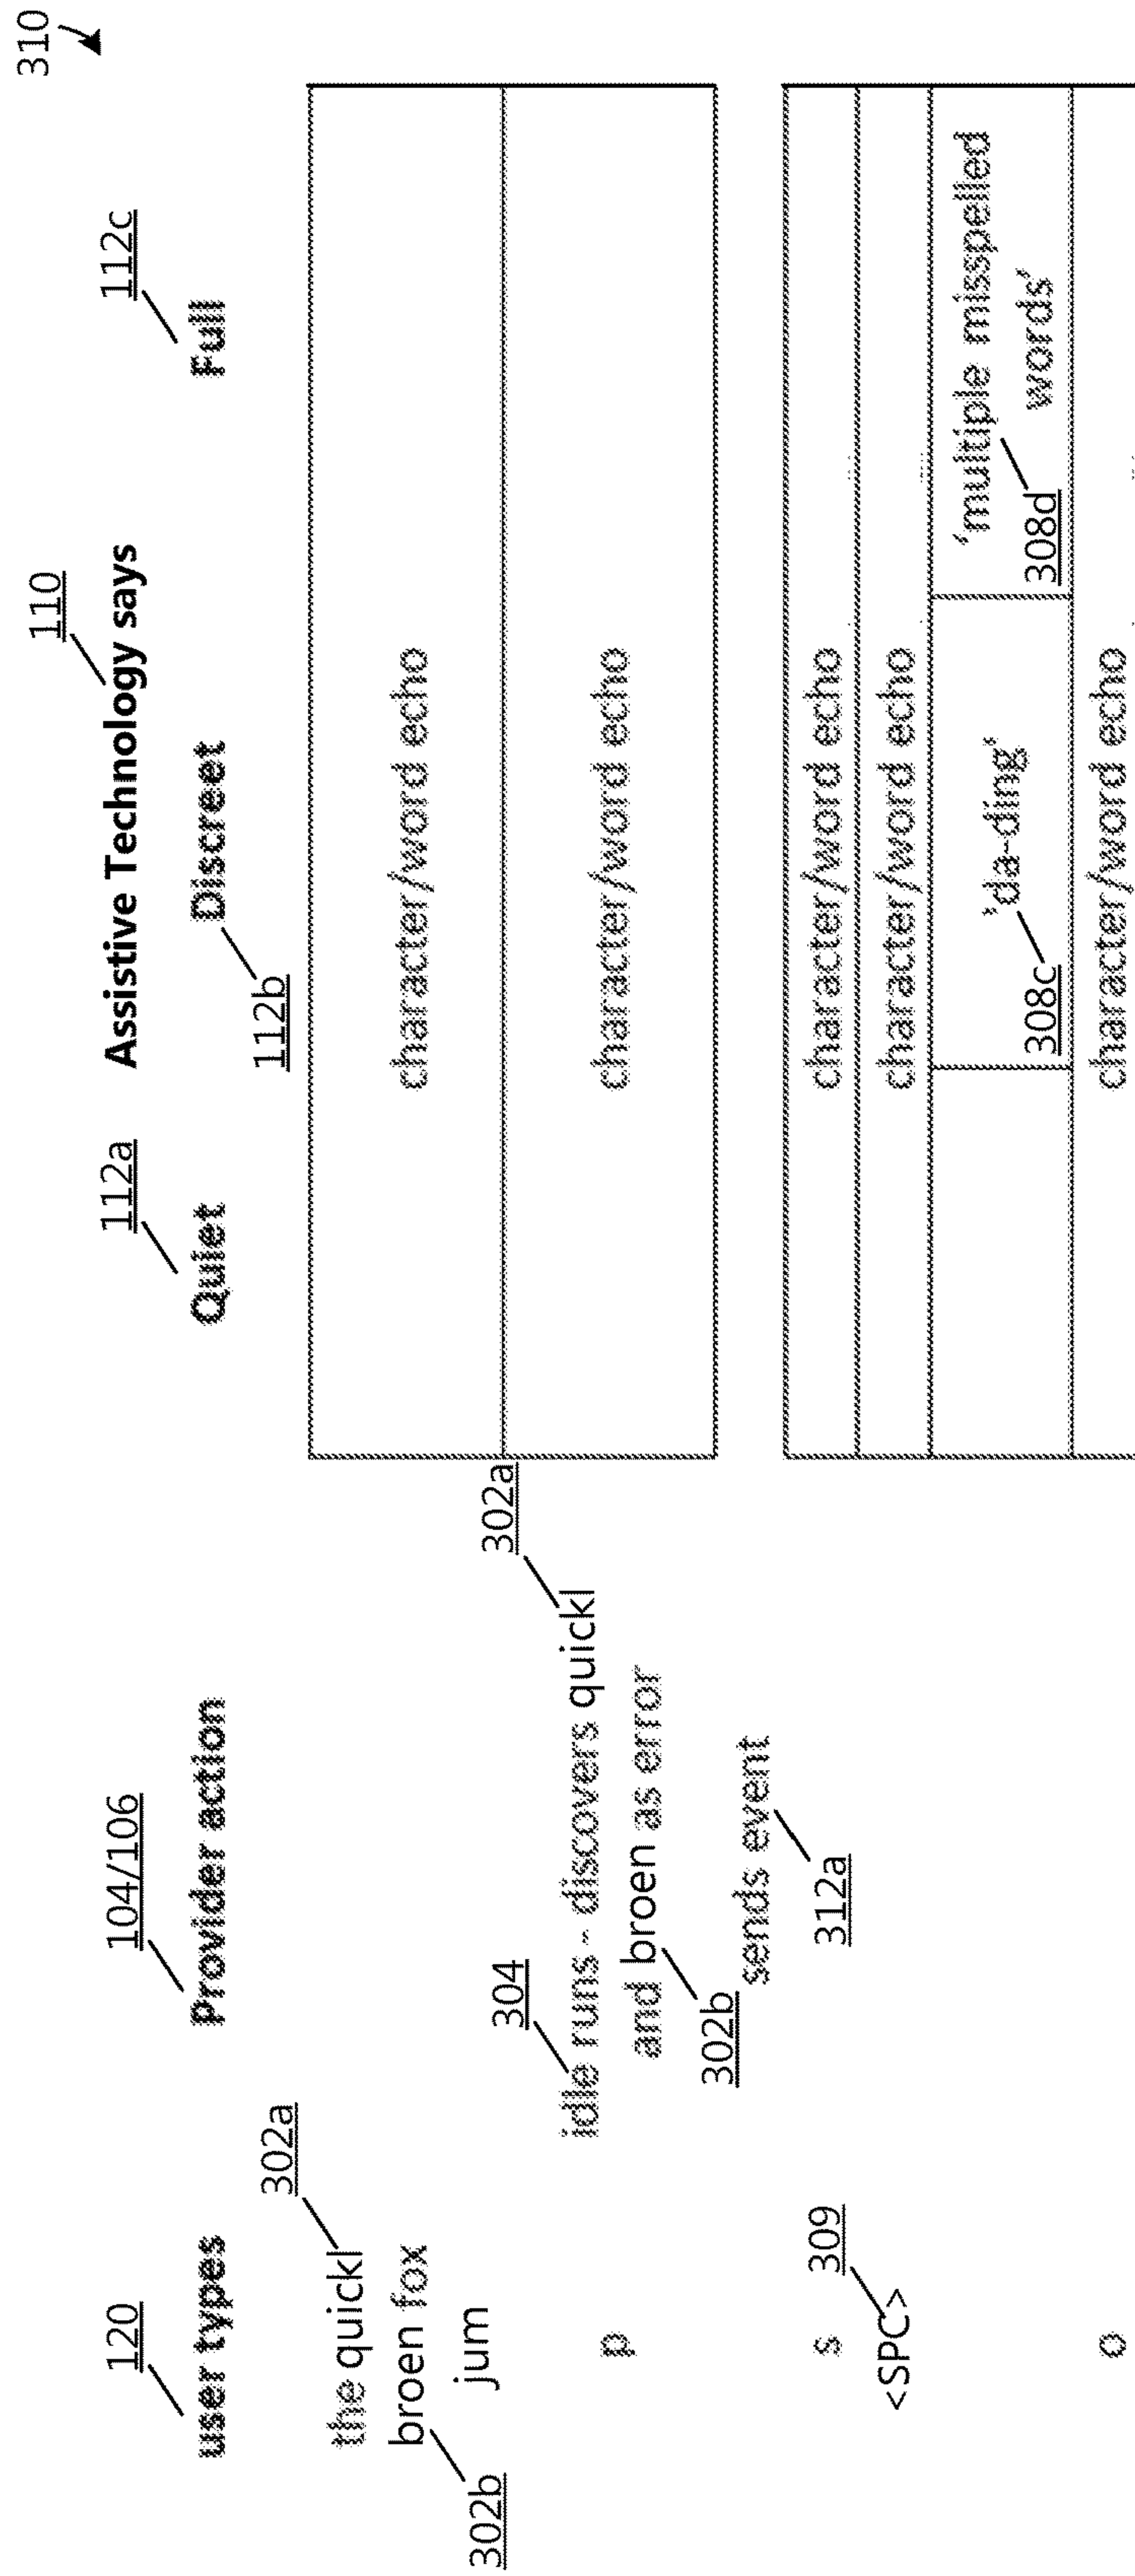 310
120
104/106
112a
110
112c
user types
Provider action
Quiet
Assistive Technology says
Discreet
Full
112b
302a
the quickl
broen fox
jum
302b
character/word echo
302a
304
p
idle runs - discovers quickl
and broen as error
302b
character/word echo
sends event
312a
309
s
character/word echo
<SPC>
character/word echo
'da-ding'
308c
'multiple misspelled
words'
308d
o
character/word echo